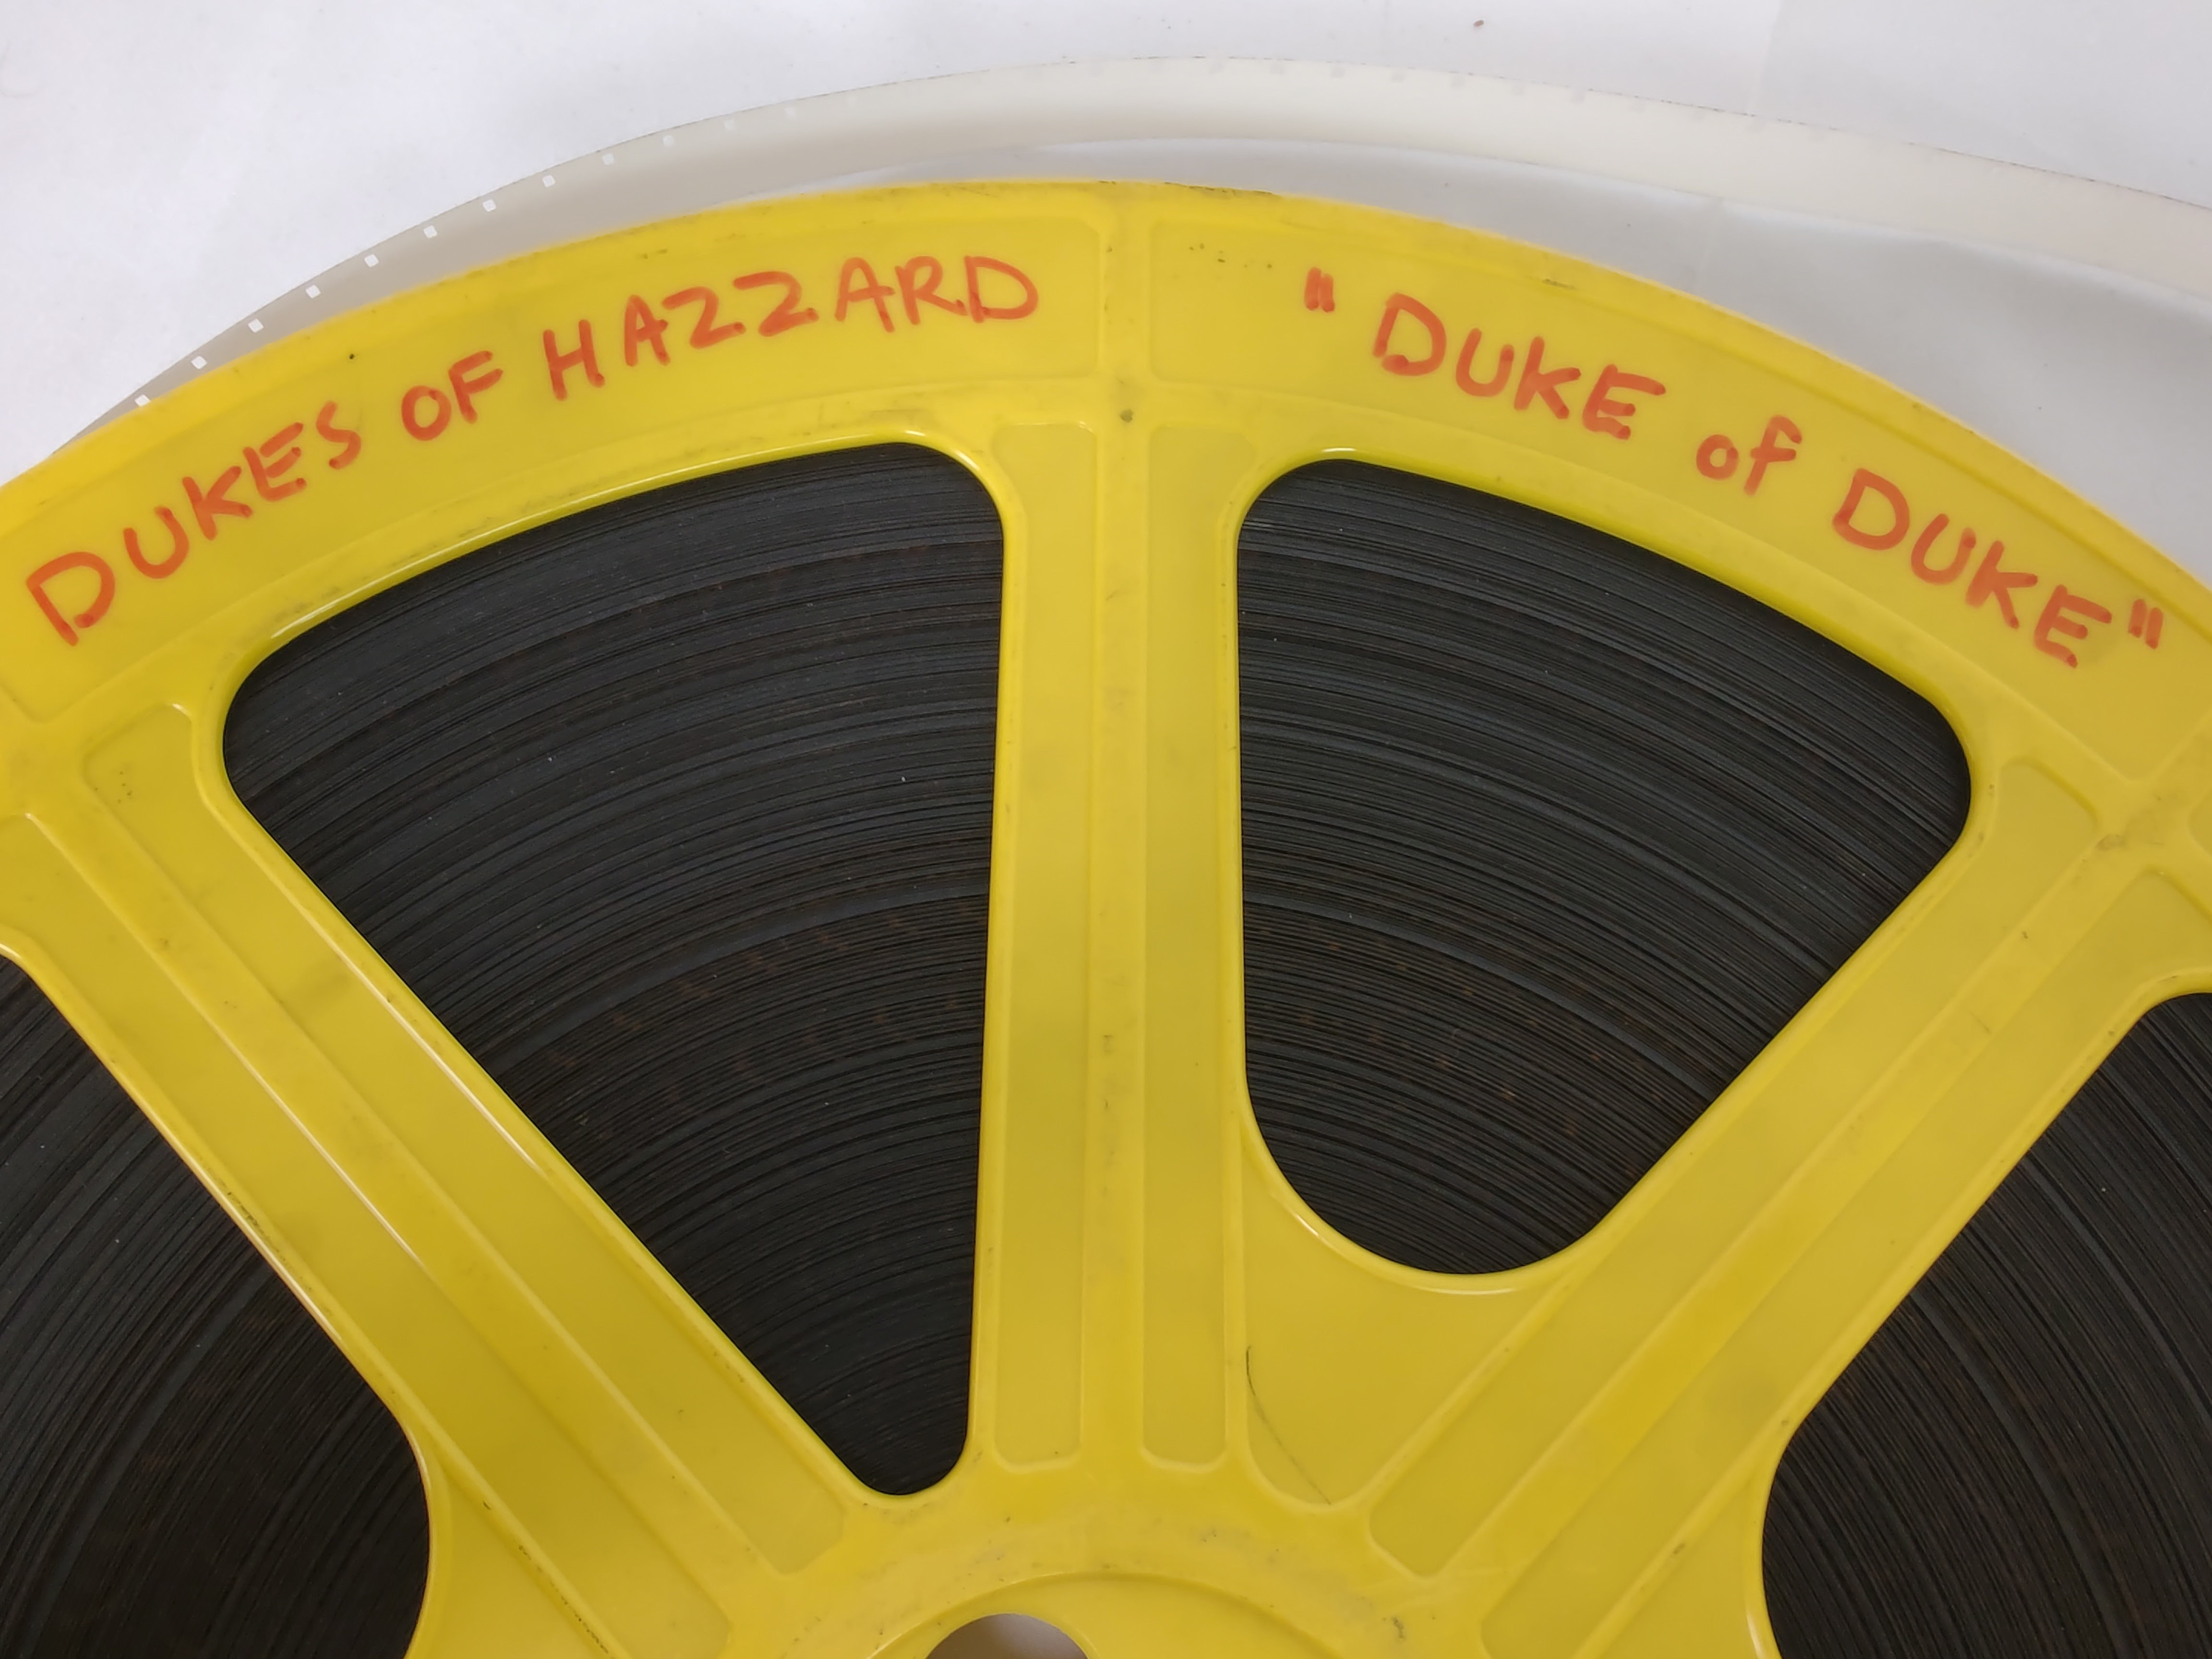 DUKES OF HAZZARD
"DUKE of DUKE"